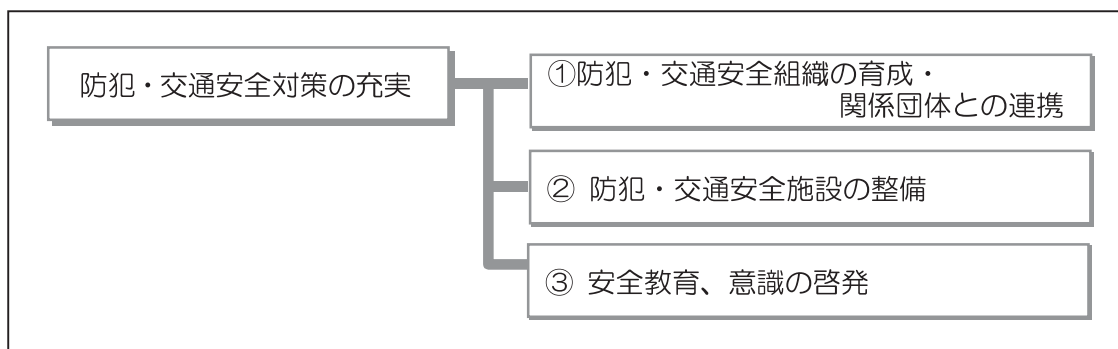 防犯・交通安全対策の充実
①防犯・交通安全組織の育成・
関係団体との連携
② 防犯・交通安全施設の整備
③ 安全教育、意識の啓発